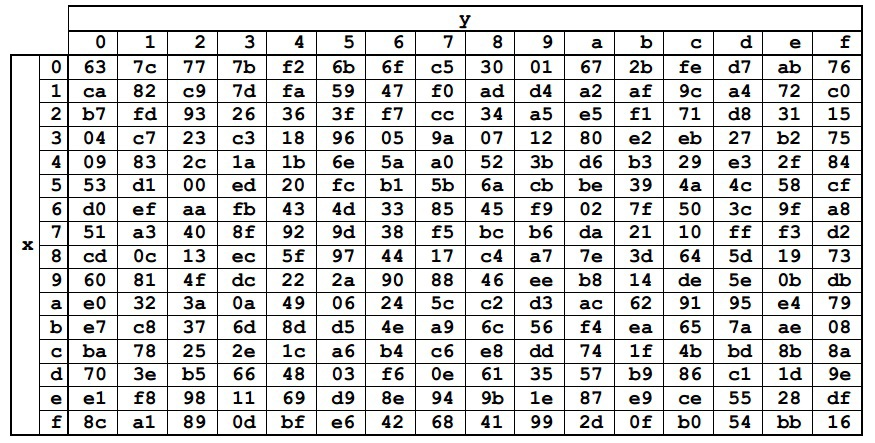 y
0 1 2 3 4 5 6 7 8 9 a b c d e f
0 63 7c 77 7b f2 6b 6f c5 30 01 67 2b fe d7 ab 76
1 ca 82 c9 7d fa 59 47 f0 ad d4 a2 af 9c a4 72 c0
2 b7 fd 93 26 36 3f f7 cc 34 a5 e5 f1 71 d8 31 15
3 04 c7 23 c3 18 96 05 9a 07 12 80 e2 eb 27 b2 75
4 09 83 2c 1a 1b 6e 5a a0 52 3b d6 b3 29 e3 2f 84
5 53 d1 00 ed 20 fc b1 5b 6a cb be 39 4a 4c 58 cf
6 d0 ef aa fb 43 4d 33 85 45 f9 02 7f 50 3c 9f a8
7 51 a3 40 8f 92 9d 38 f5 bc b6 da 21 10 ff f3 d2
x
8 cd 0c 13 ec 5f 97 44 17 c4 a7 7e 3d 64 5d 19 73
9 60 81 4f dc 22 2a 90 88 46 ee b8 14 de 5e 0b db
a e0 32 3a 0a 49 06 24 5c c2 d3 ac 62 91 95 e4 79
b e7 c8 37 6d 8d d5 4e a9 6c 56 f4 ea 65 7a ae 08
c ba 78 25 2e 1c a6 b4 c6 e8 dd 74 1f 4b bd 8b 8a
d 70 3e b5 66 48 03 f6 0e 61 35 57 b9 86 c1 1d 9e
e e1 f8 98 11 69 d9 8e 94 9b 1e 87 e9 ce 55 28 df
f 8c a1 89 0d bf e6 42 68 41 99 2d 0f b0 54 bb 16